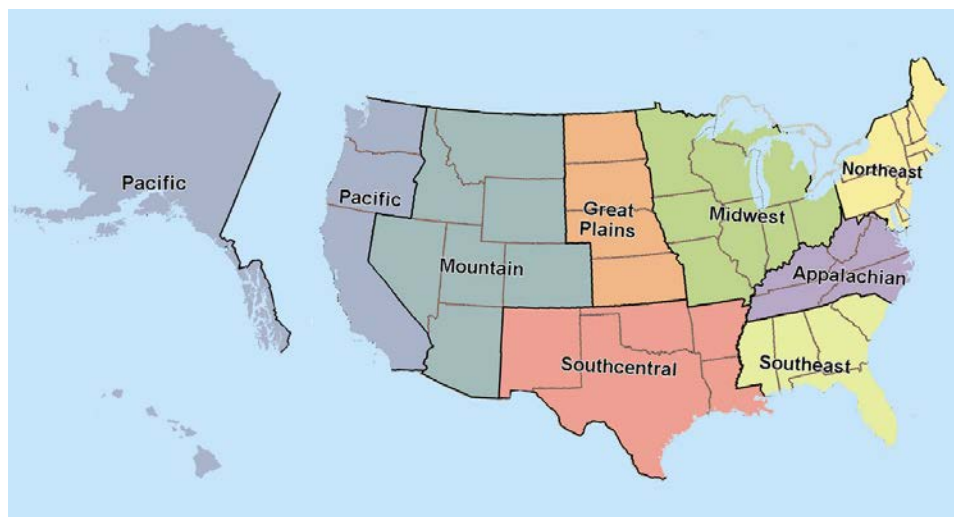 Pacific
Pacific
Mountain
Great
Plains
Midwest
Northeast
Appalachian
Southcentral
Southeast